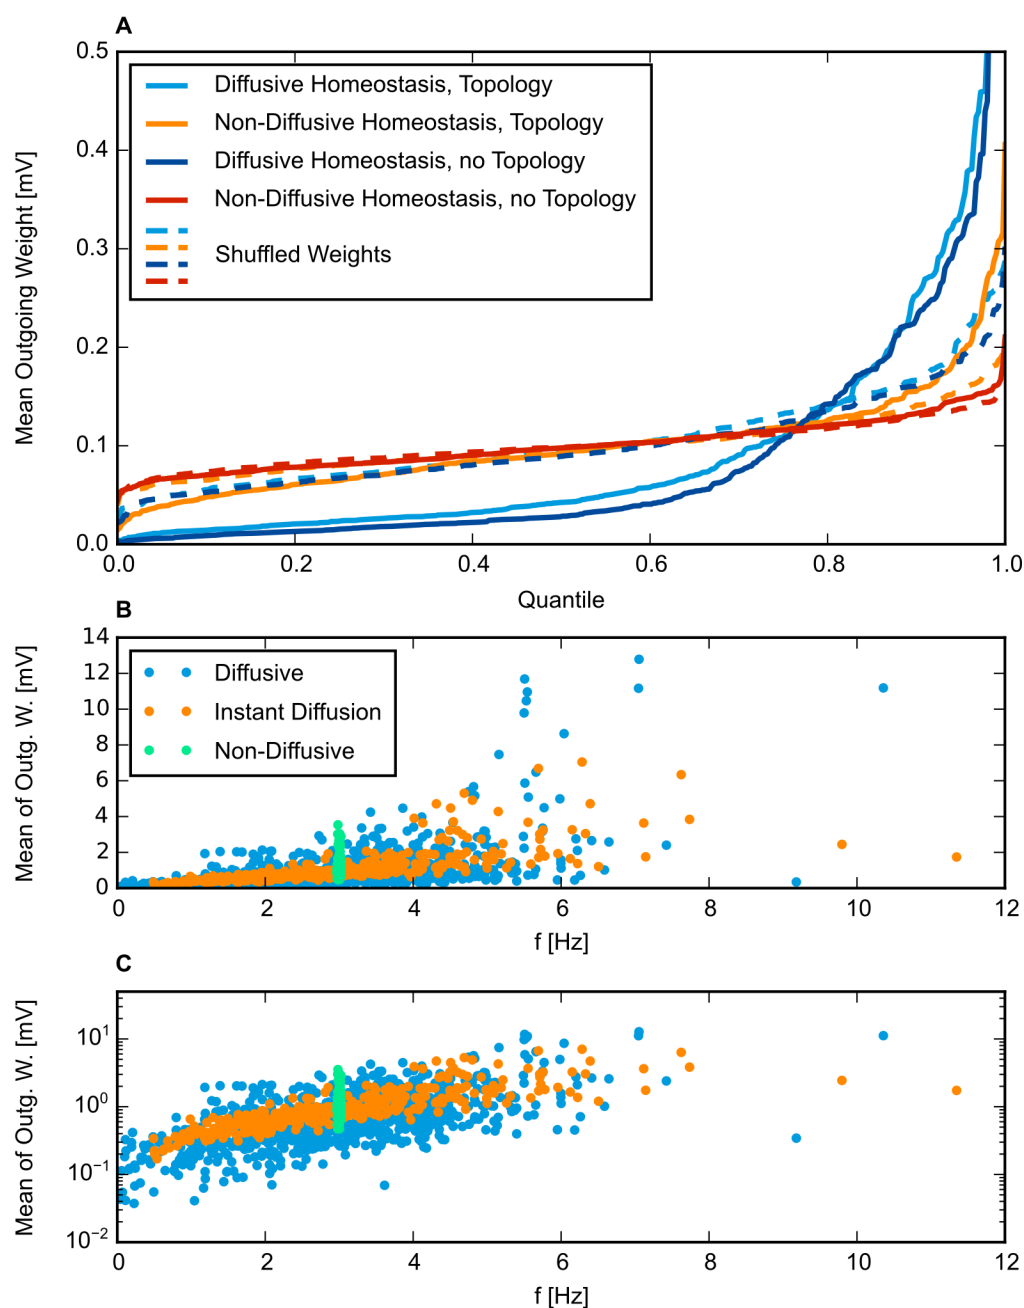 A
Mean Outgoing Weight [mV]
0.5
0.4
0.3
0.2
0.1
0.0
Diffusive Homeostasis, Topology
Non-Diffusive Homeostasis, Topology
Diffusive Homeostasis, no Topology
Non-Diffusive Homeostasis, no Topology
Shuffled Weights
0.0 0.2 0.4 0.6 0.8 1.0
Quantile
B
Mean of Outg. W. [mV]
14
12
10
8
6
4
2
0
Diffusive
Instant Diffusion
Non-Diffusive
0 2 4 6 8 10 12
f [Hz]
C
Mean of Outg. W. [mV]
10¹
10⁰
10⁻¹
10⁻²
0 2 4 6 8 10 12
f [Hz]